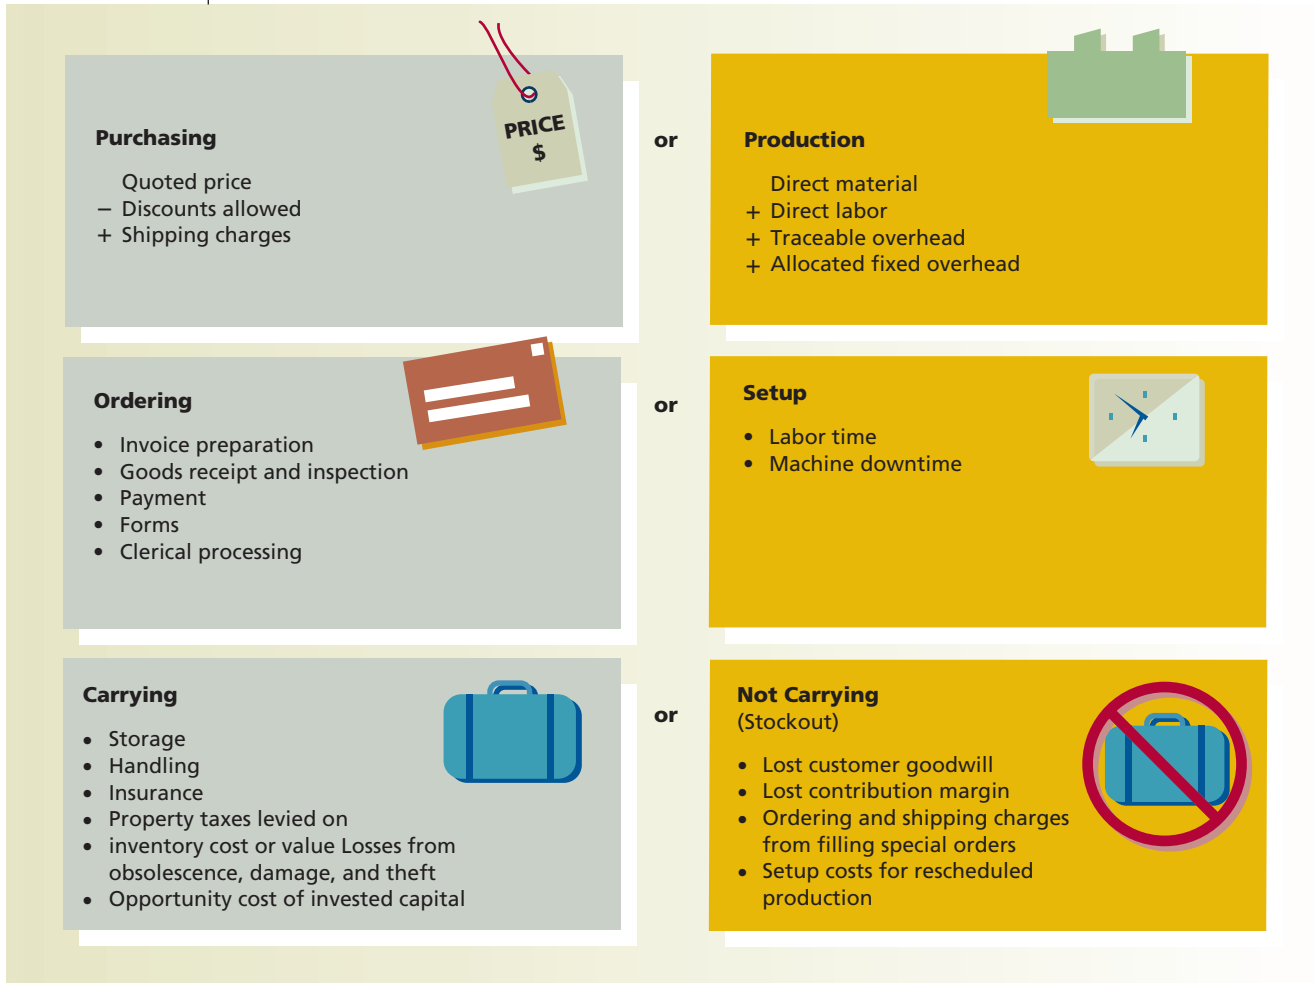 Purchasing
Quoted price
– Discounts allowed
+ Shipping charges
PRICE
$
or
Production
Direct material
+ Direct labor
+ Traceable overhead
+ Allocated fixed overhead
Ordering
• Invoice preparation
• Goods receipt and inspection
• Payment
• Forms
• Clerical processing
or
Setup
• Labor time
• Machine downtime
Carrying
• Storage
• Handling
• Insurance
• Property taxes levied on
• inventory cost or value Losses from
obsolescence, damage, and theft
• Opportunity cost of invested capital
or
Not Carrying
(Stockout)
• Lost customer goodwill
• Lost contribution margin
• Ordering and shipping charges
from filling special orders
• Setup costs for rescheduled
production